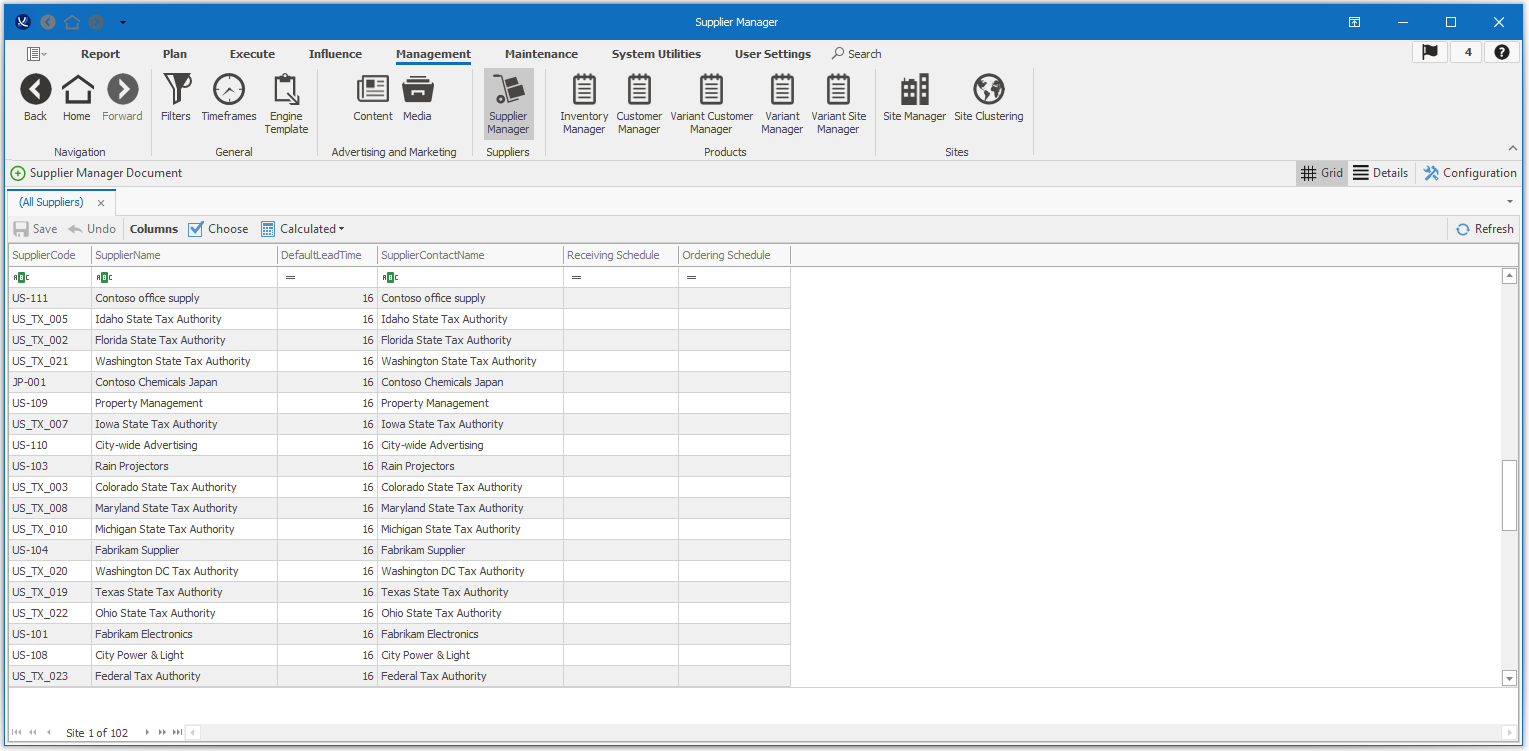 Supplier Manager
Report Plan Execute Influence Management Maintenance System Utilities User Settings Search 4 ?
Back Home Forward Filters Timeframes Engine Template Content Media Supplier Manager Inventory Manager Customer Manager Variant Customer Manager Variant Manager Variant Site Manager Site Manager Site Clustering
Navigation General Advertising and Marketing Suppliers Products Sites
Supplier Manager Document Grid Details Configuration
(All Suppliers) ×
Save Undo Columns Choose Calculated Refresh
SupplierCode SupplierName DefaultLeadTime SupplierContactName Receiving Schedule Ordering Schedule
ABC ABC = ABC = =
US-111 Contoso office supply 16 Contoso office supply
US_TX_005 Idaho State Tax Authority 16 Idaho State Tax Authority
US_TX_002 Florida State Tax Authority 16 Florida State Tax Authority
US_TX_021 Washington State Tax Authority 16 Washington State Tax Authority
JP-001 Contoso Chemicals Japan 16 Contoso Chemicals Japan
US-109 Property Management 16 Property Management
US_TX_007 Iowa State Tax Authority 16 Iowa State Tax Authority
US-110 City-wide Advertising 16 City-wide Advertising
US-103 Rain Projectors 16 Rain Projectors
US_TX_003 Colorado State Tax Authority 16 Colorado State Tax Authority
US_TX_008 Maryland State Tax Authority 16 Maryland State Tax Authority
US_TX_010 Michigan State Tax Authority 16 Michigan State Tax Authority
US-104 Fabrikam Supplier 16 Fabrikam Supplier
US_TX_020 Washington DC Tax Authority 16 Washington DC Tax Authority
US_TX_019 Texas State Tax Authority 16 Texas State Tax Authority
US_TX_022 Ohio State Tax Authority 16 Ohio State Tax Authority
US-101 Fabrikam Electronics 16 Fabrikam Electronics
US-108 City Power & Light 16 City Power & Light
US_TX_023 Federal Tax Authority 16 Federal Tax Authority
Site 1 of 102